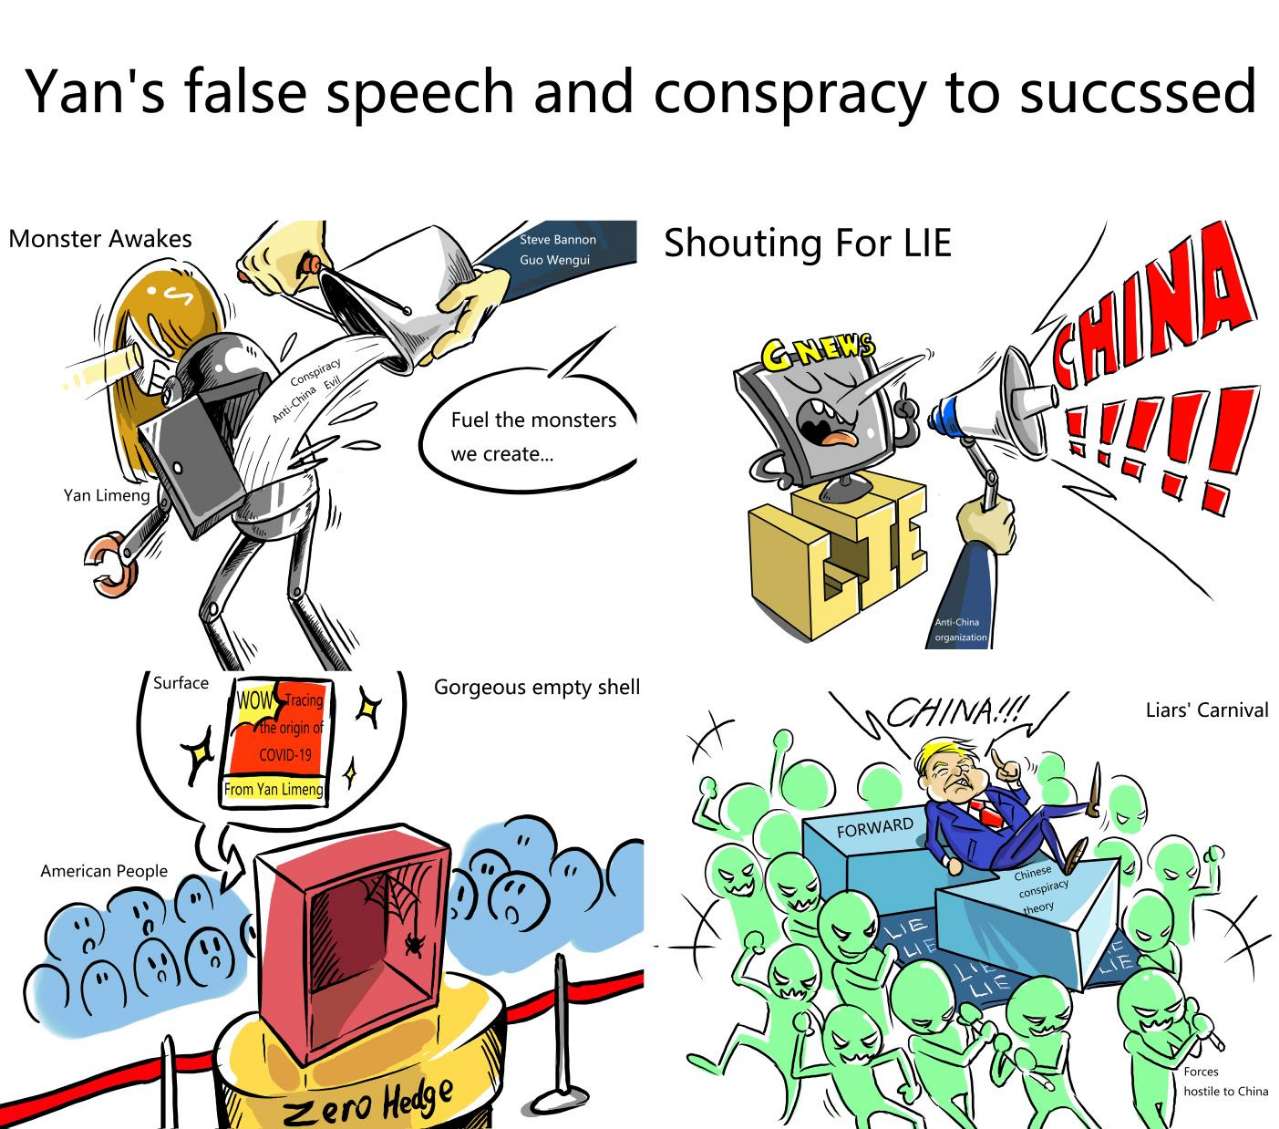 Yan's false speech and conspracy to succssed
Monster Awakes
Steve Bannon
Guo Wengui
Conspiracy
Anti-China Evil
Fuel the monsters
we create...
Yan Limeng
Shouting For LIE
G NEWS
CHINA
!!!!!
LIE
Anti-China
organization
Surface
Gorgeous empty shell
WOW Tracing
the origin of
COVID-19
From Yan Limeng
American People
Zero Hedge
Liars' Carnival
CHINA!!!
FORWARD
Chinese
conspiracy
theory
LIE
LIE
LIE
LIE
LIE
Forces
hostile to China